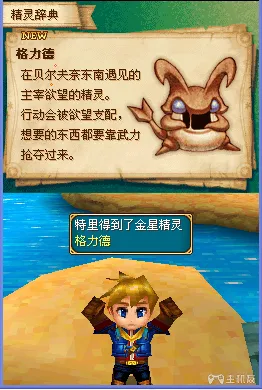 精灵辞典
NEW
格力德
在贝尔夫奈东南遇见的
主宰欲望的精灵。
行动会被欲望支配，
想要的东西都要靠武力
抢夺过来。
特里得到了金星精灵
格力德